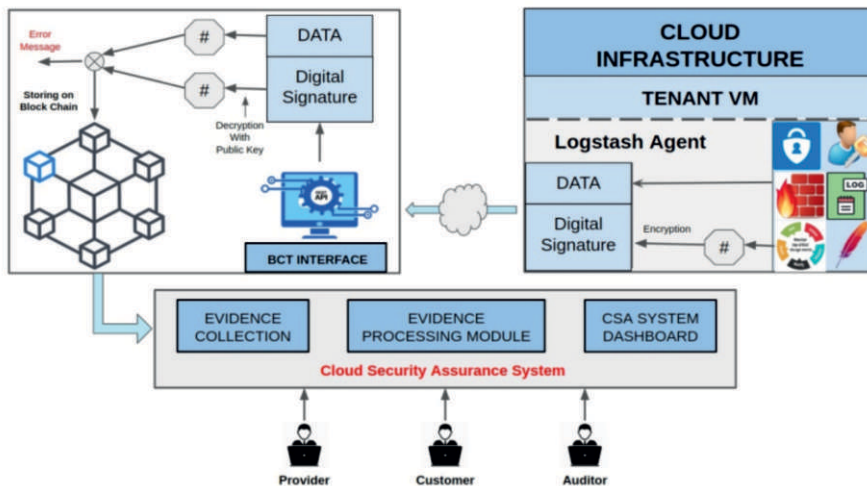 Error
Message
#
DATA
#
Digital
Signature
Storing on
Block Chain
Decryption
With
Public Key
API
BCT INTERFACE
CLOUD
INFRASTRUCTURE
TENANT VM
Logstash Agent
DATA
Digital
Signature
Encryption
#
LOG
EVIDENCE
COLLECTION
EVIDENCE
PROCESSING MODULE
CSA SYSTEM
DASHBOARD
Cloud Security Assurance System
Provider
Customer
Auditor